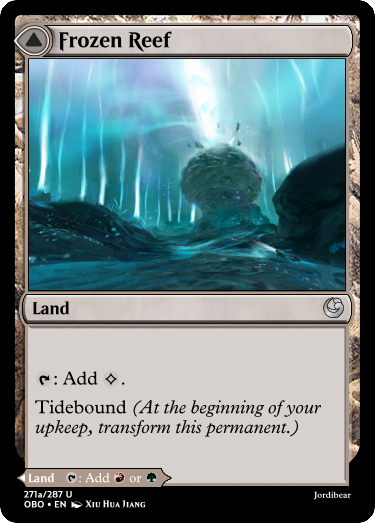 Frozen Reef
Land
: Add .
Tidebound (At the beginning of your
upkeep, transform this permanent.)
Land : Add or
271a/287 U
OBO • EN Xiu Hua Jiang
Jordibear